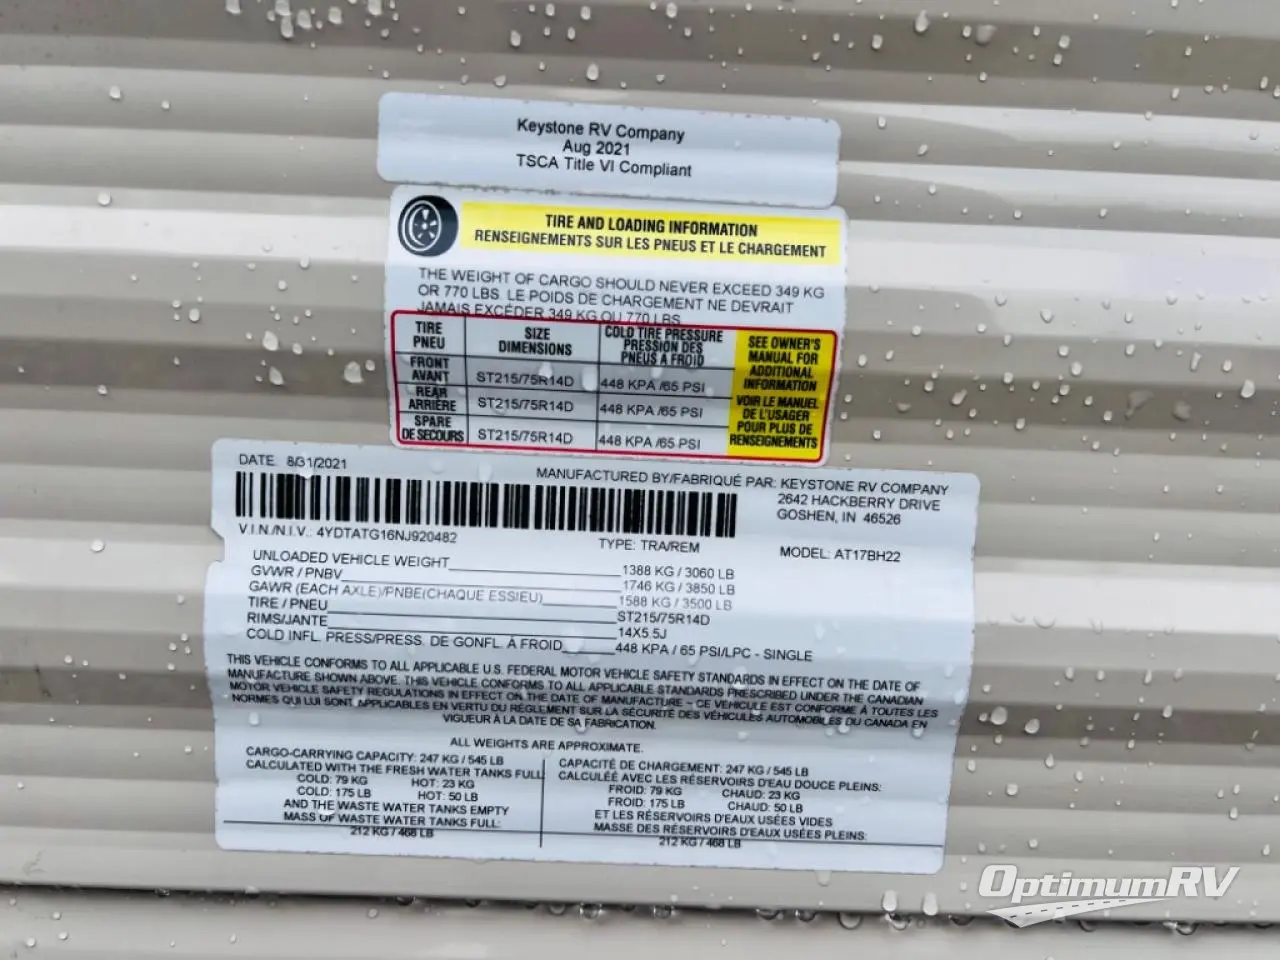 Keystone RV Company
Aug 2021
TSCA Title VI Compliant
TIRE AND LOADING INFORMATION
RENSEIGNEMENTS SUR LES PNEUS ET LE CHARGEMENT
THE WEIGHT OF CARGO SHOULD NEVER EXCEED 349 KG
OR 770 LBS. LE POIDS DE CHARGEMENT NE DEVRAIT
JAMAIS EXCÉDER 349 KG OU 770 LBS
TIRE
PNEU
SIZE
DIMENSIONS
COLD TIRE PRESSURE
PRESSION DES
PNEUS A FROID
SEE OWNER'S
MANUAL FOR
ADDITIONAL
INFORMATION
VOIR LE MANUEL
DE L'USAGER
POUR PLUS DE
RENSEIGNEMENTS
FRONT
AVANT
ST215/75R14D
448 KPA /65 PSI
REAR
ARRIÈRE
ST215/75R14D
448 KPA /65 PSI
SPARE
DE SECOURS
ST215/75R14D
448 KPA /65 PSI
DATE. 8/31/2021
MANUFACTURED BY/FABRIQUÉ PAR: KEYSTONE RV COMPANY
2642 HACKBERRY DRIVE
GOSHEN, IN 46526
V.I.N./N.I.V.: 4YDTATG16NJ920482
TYPE: TRA/REM
MODEL: AT17BH22
UNLOADED VEHICLE WEIGHT 1388 KG / 3060 LB
GVWR / PNBV 1746 KG / 3850 LB
GAWR (EACH AXLE)/PNBE(CHAQUE ESSIEU) 1588 KG / 3500 LB
TIRE / PNEU ST215/75R14D
RIMS/JANTE 14X5.5J
COLD INFL. PRESS/PRESS. DE GONFL. À FROID 448 KPA / 65 PSI/LPC - SINGLE
THIS VEHICLE CONFORMS TO ALL APPLICABLE U.S. FEDERAL MOTOR VEHICLE SAFETY STANDARDS IN EFFECT ON THE DATE OF
MANUFACTURE SHOWN ABOVE. THIS VEHICLE CONFORMS TO ALL APPLICABLE STANDARDS PRESCRIBED UNDER THE CANADIAN
MOTOR VEHICLE SAFETY REGULATIONS IN EFFECT ON THE DATE OF MANUFACTURE – CE VEHICULE EST CONFORME À TOUTES LES
NORMES QUI LUI SONT APPLICABLES EN VERTU DU RÈGLEMENT SUR LA SÉCURITÉ DES VÉHICULES AUTOMOBILES DU CANADA EN
VIGUEUR À LA DATE DE SA FABRICATION.
ALL WEIGHTS ARE APPROXIMATE.
CARGO-CARRYING CAPACITY: 247 KG / 545 LB
CALCULATED WITH THE FRESH WATER TANKS FULL
COLD: 79 KG HOT: 23 KG
COLD: 175 LB HOT: 50 LB
AND THE WASTE WATER TANKS EMPTY
MASS OF WASTE WATER TANKS FULL:
212 KG / 468 LB
CAPACITÉ DE CHARGEMENT: 247 KG / 545 LB
CALCULÉE AVEC LES RÉSERVOIRS D'EAU DOUCE PLEINS:
FROID: 79 KG CHAUD: 23 KG
FROID: 175 LB CHAUD: 50 LB
ET LES RÉSERVOIRS D'EAUX USÉES VIDES
MASSE DES RÉSERVOIRS D'EAUX USÉES PLEINS:
212 KG / 468 LB
OptimumRV